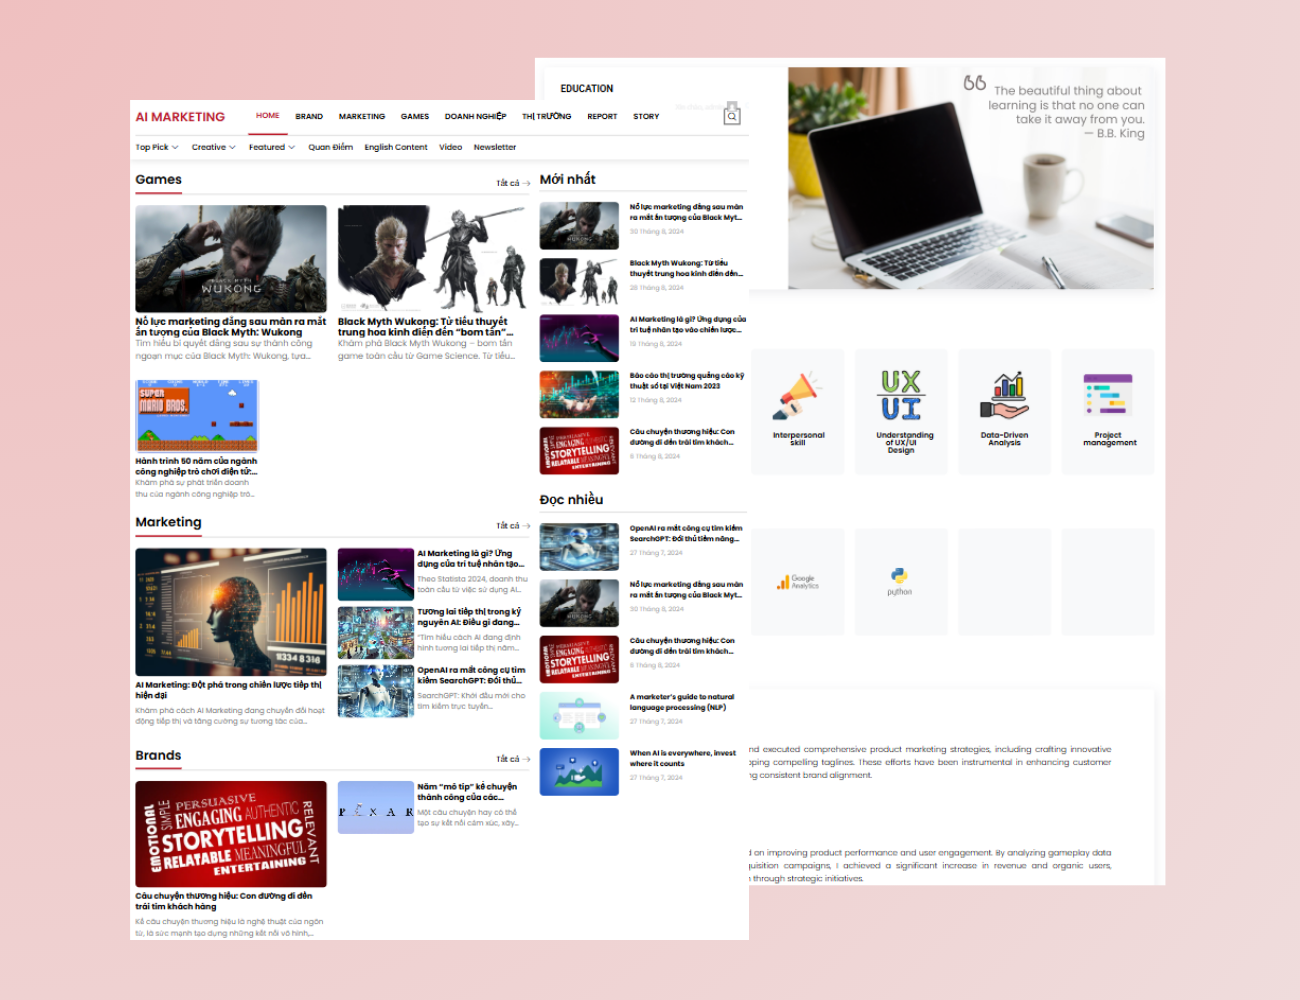 EDUCATION
The beautiful thing about
learning is that no one can
take it away from you.
— B.B. King
AI MARKETING
HOME
BRAND
MARKETING
GAMES
DOANH NGHIỆP
THỊ TRƯỜNG
REPORT
STORY
Top Pick
Creative
Featured
Quan Điểm
English Content
Video
Newsletter
Games
Tất cả →
WUKONG
Nỗ lực marketing đằng sau màn ra mắt
ấn tượng của Black Myth: Wukong
Tìm hiểu bí quyết đằng sau sự thành công
ngoạn mục của Black Myth: Wukong, tựa...
Black Myth Wukong: Từ tiểu thuyết
trung hoa kinh điển đến “bom tấn”...
Khám phá Black Myth Wukong – bom tấn
game toàn cầu từ Game Science. Từ tiểu...
SUPER
MARIO BROS.
Hành trình 50 năm của ngành
công nghiệp trò chơi điện tử:...
Khám phá sự phát triển doanh
thu của ngành công nghiệp trò...
Marketing
Tất cả →
AI Marketing: Đột phá trong chiến lược tiếp thị
hiện đại
Khám phá cách AI Marketing đang chuyển đổi hoạt
động tiếp thị và tăng cường sự tương tác của...
AI Marketing là gì? Ứng
dụng của trí tuệ nhân tạo...
Theo Statista 2024, doanh thu
toàn cầu từ việc sử dụng AI...
Tương lai tiếp thị trong kỷ
nguyên AI: Điều gì đang...
“Tìm hiểu cách AI đang định
hình tương lai tiếp thị năm...
OpenAI ra mắt công cụ tìm
kiếm SearchGPT: Đối thủ...
SearchGPT: Khởi đầu mới cho
tìm kiếm trực tuyến...
Brands
Tất cả →
EMOTIONAL
SIMPLE
PERSUASIVE
ENGAGING AUTHENTIC
STORYTELLING
RELATABLE MEANINGFUL
ENTERTAINING
RELEVANT
Câu chuyện thương hiệu: Con đường đi đến
trái tim khách hàng
Kể câu chuyện thương hiệu là nghệ thuật của ngôn
từ, là sức mạnh tạo dựng những kết nối vô hình,...
P I X A R
Năm “mô típ” kể chuyện
thành công của các...
Một câu chuyện hay có thể
tạo sự kết nối cảm xúc, xây...
Mới nhất
Nỗ lực marketing đằng sau màn
ra mắt ấn tượng của Black Myt...
30 Tháng 8, 2024
Black Myth Wukong: Từ tiểu
thuyết trung hoa kinh điển đến...
28 Tháng 8, 2024
AI Marketing là gì? Ứng dụng của
trí tuệ nhân tạo vào chiến lược...
19 Tháng 8, 2024
Báo cáo thị trường quảng cáo kỹ
thuật số tại Việt Nam 2023
12 Tháng 8, 2024
Câu chuyện thương hiệu: Con
đường đi đến trái tim khách...
6 Tháng 8, 2024
Đọc nhiều
OpenAI ra mắt công cụ tìm kiếm
SearchGPT: Đối thủ tiềm năng...
27 Tháng 7, 2024
Nỗ lực marketing đằng sau màn
ra mắt ấn tượng của Black Myt...
30 Tháng 8, 2024
Câu chuyện thương hiệu: Con
đường đi đến trái tim khách...
6 Tháng 8, 2024
A marketer's guide to natural
language processing (NLP)
27 Tháng 7, 2024
When AI is everywhere, invest
where it counts
27 Tháng 7, 2024
Interpersonal
skill
UX
UI
Understanding
of UX/UI
Design
Data-Driven
Analysis
Project
management
Google
Analytics
python
nd executed comprehensive product marketing strategies, including crafting innovative
ping compelling taglines. These efforts have been instrumental in enhancing customer
ng consistent brand alignment.
d on improving product performance and user engagement. By analyzing gameplay data
quisition campaigns, I achieved a significant increase in revenue and organic users,
through strategic initiatives.